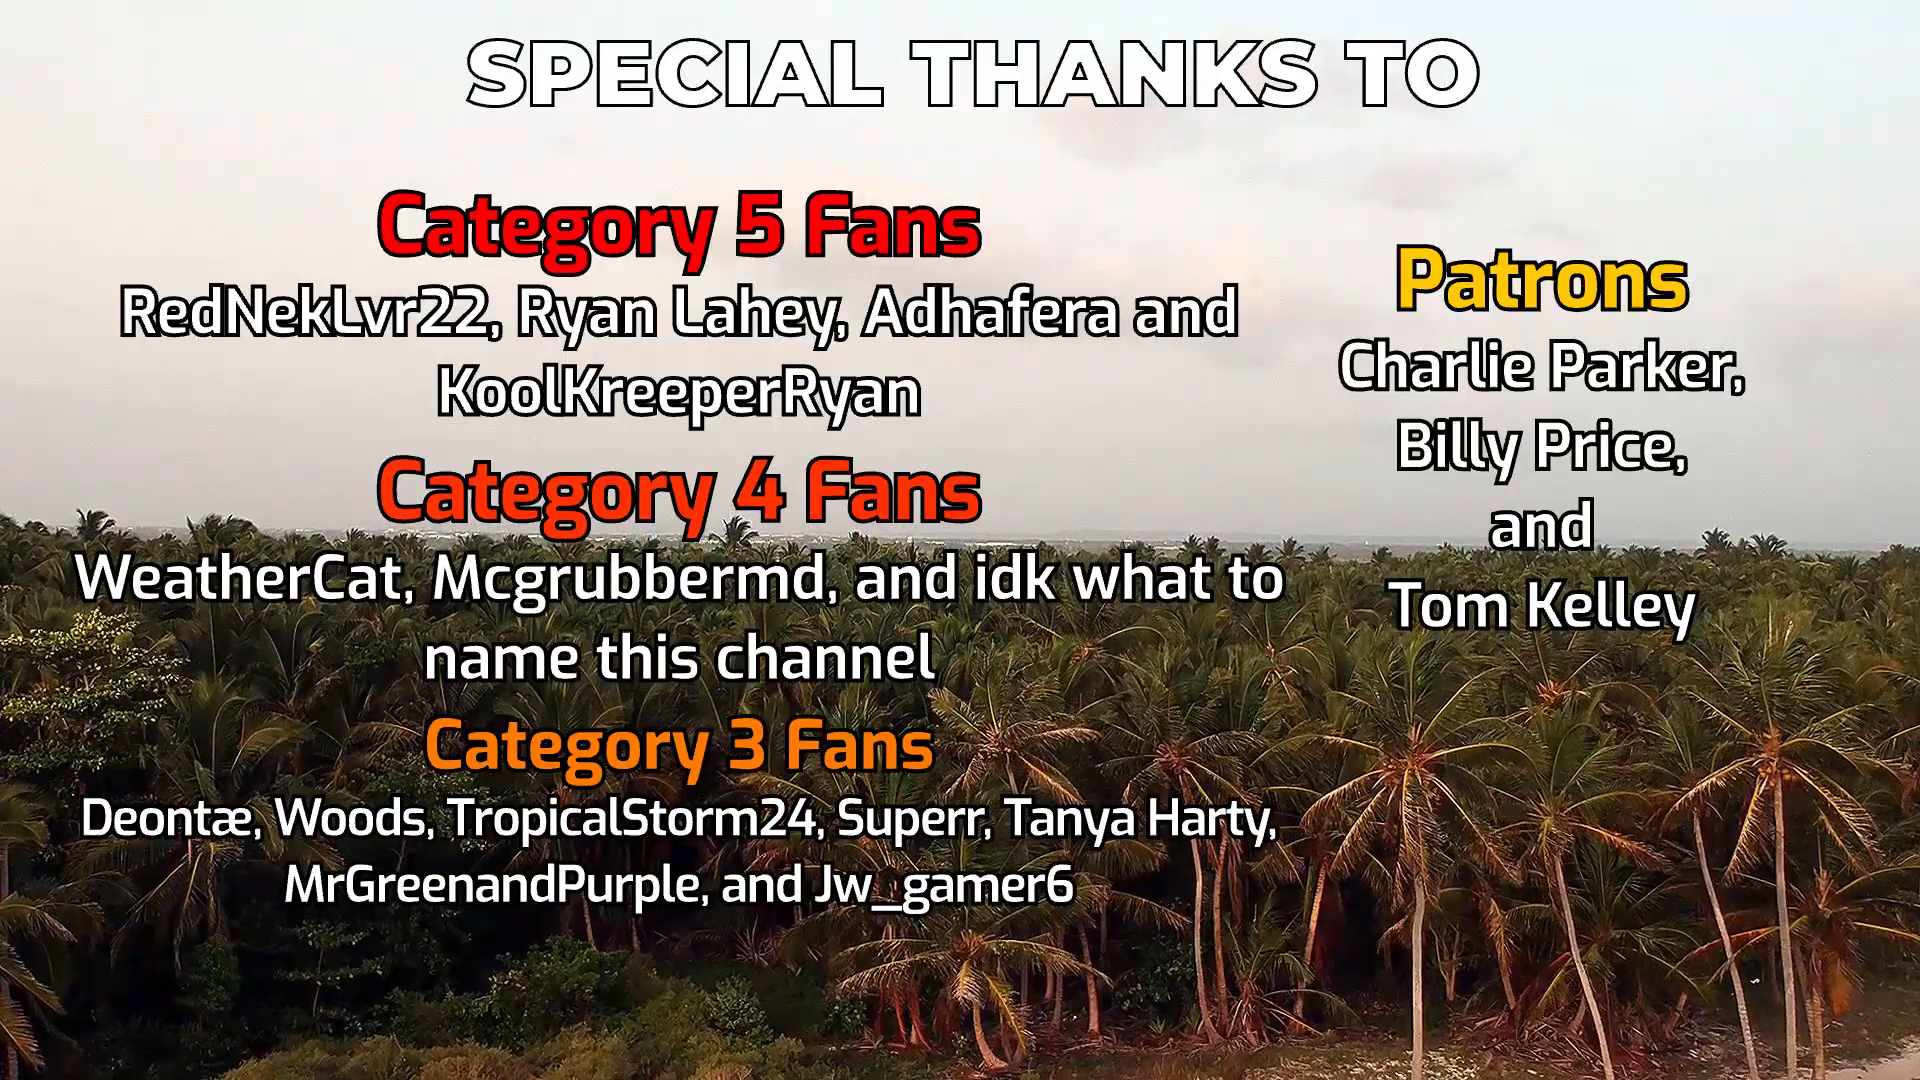 SPECIAL THANKS TO
Category 5 Fans
RedNekLvr22, Ryan Lahey, Adhafera and
KoolKreeperRyan
Category 4 Fans
WeatherCat, Mcgrubbermd, and idk what to
name this channel
Category 3 Fans
Deontæ, Woods, TropicalStorm24, Superr, Tanya Harty,
MrGreenandPurple, and Jw_gamer6
Patrons
Charlie Parker,
Billy Price,
and
Tom Kelley